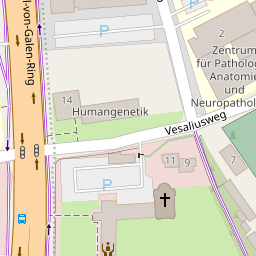 l-von-Galen-Ring
P
2
Zentrum
für Patholog
Anatomie
und
Neuropathol
14
Humangenetik
Vesaliusweg
11
9
7
P